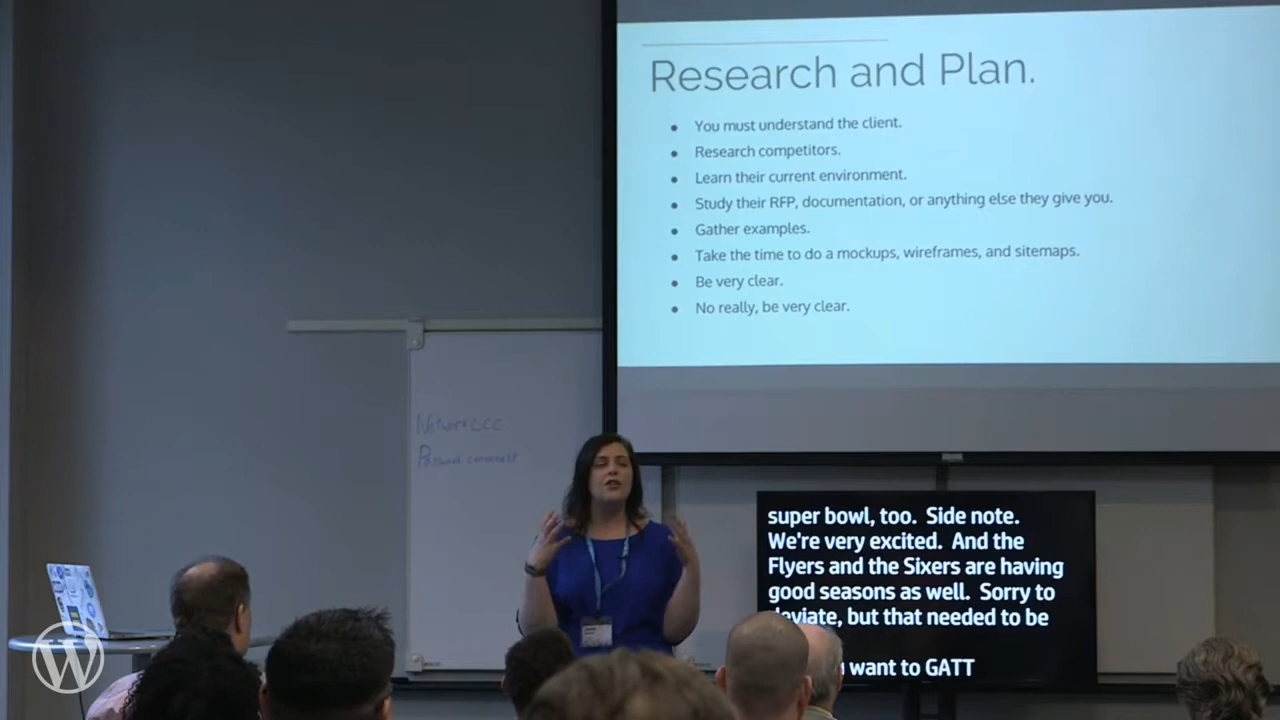 Research and Plan.
You must understand the client.
Research competitors.
Learn their current environment.
Study their RFP, documentation, or anything else they give you.
Gather examples.
Take the time to do a mockups, wireframes, and sitemaps.
Be very clear.
No really, be very clear.
Network
super bowl, too. Side note.
We're very excited. And the
Flyers and the Sixers are having
good seasons as well. Sorry to
deviate, but that needed to be
want to GATT